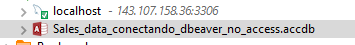 localhost - 143.107.158.36:3306
Sales_data_conectando_dbeaver_no_access.accdb